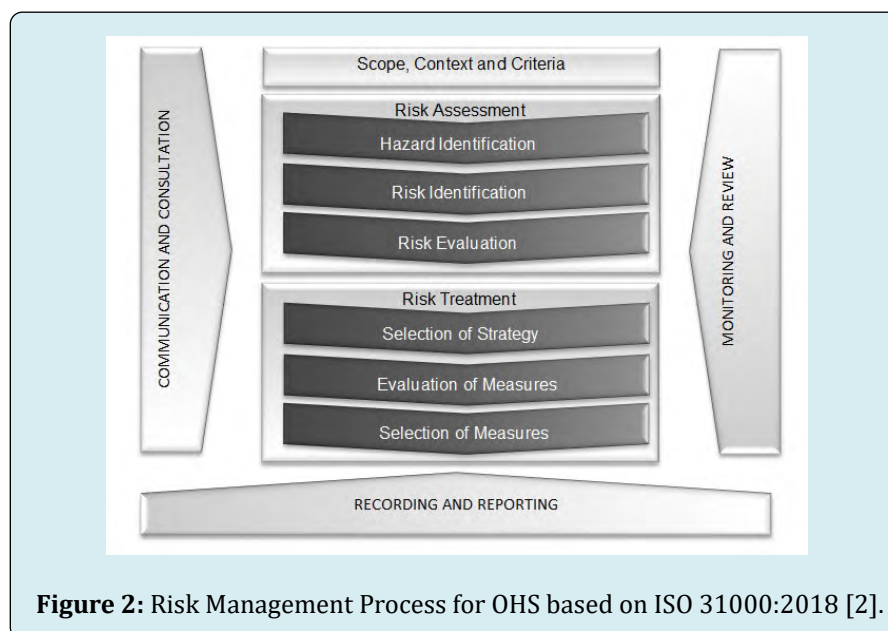 Scope, Context and Criteria
Risk Assessment
Hazard Identification
Risk Identification
Risk Evaluation
Risk Treatment
Selection of Strategy
Evaluation of Measures
Selection of Measures
COMMUNICATION AND CONSULTATION
MONITORING AND REVIEW
RECORDING AND REPORTING
Figure 2: Risk Management Process for OHS based on ISO 31000:2018 [2].